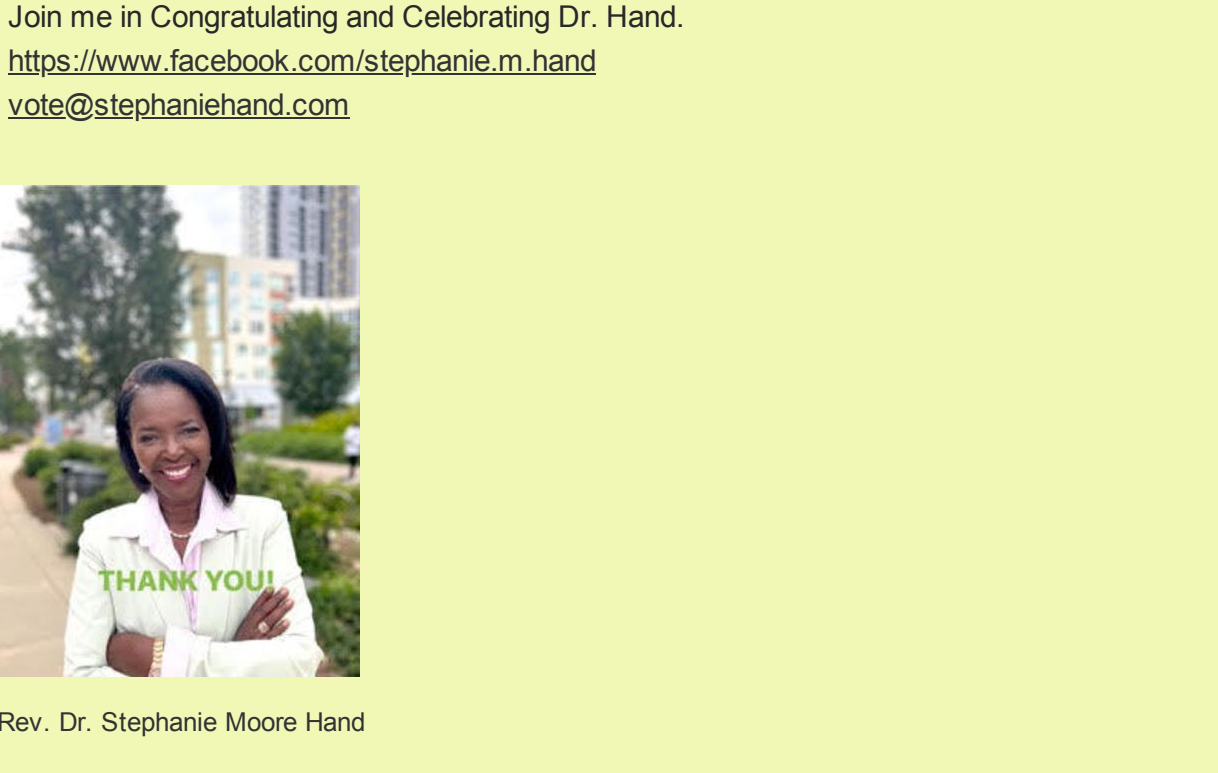 Join me in Congratulating and Celebrating Dr. Hand.
https://www.facebook.com/stephanie.m.hand
vote@stephaniehand.com
THANK YOU!
Rev. Dr. Stephanie Moore Hand